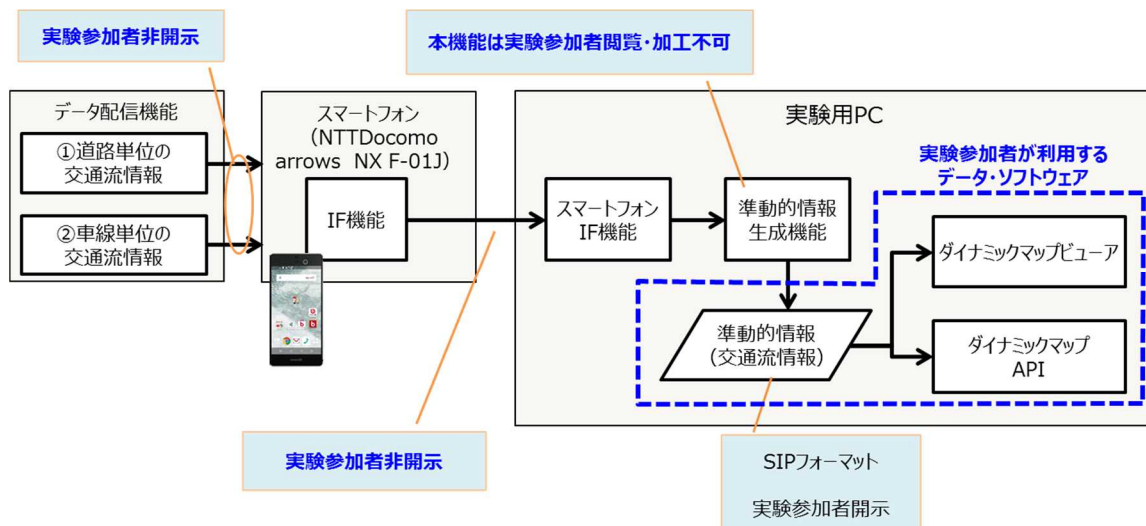 実験参加者非開示
本機能は実験参加者閲覧・加工不可
データ配信機能
①道路単位の
交通流情報
②車線単位の
交通流情報
スマートフォン
（NTTDocomo
arrows NX F-01J）
IF機能
実験用PC
実験参加者が利用する
データ・ソフトウェア
スマートフォン
IF機能
準動的情報
生成機能
ダイナミックマップビューア
準動的情報
（交通流情報）
ダイナミックマップ
API
実験参加者非開示
SIPフォーマット
実験参加者開示